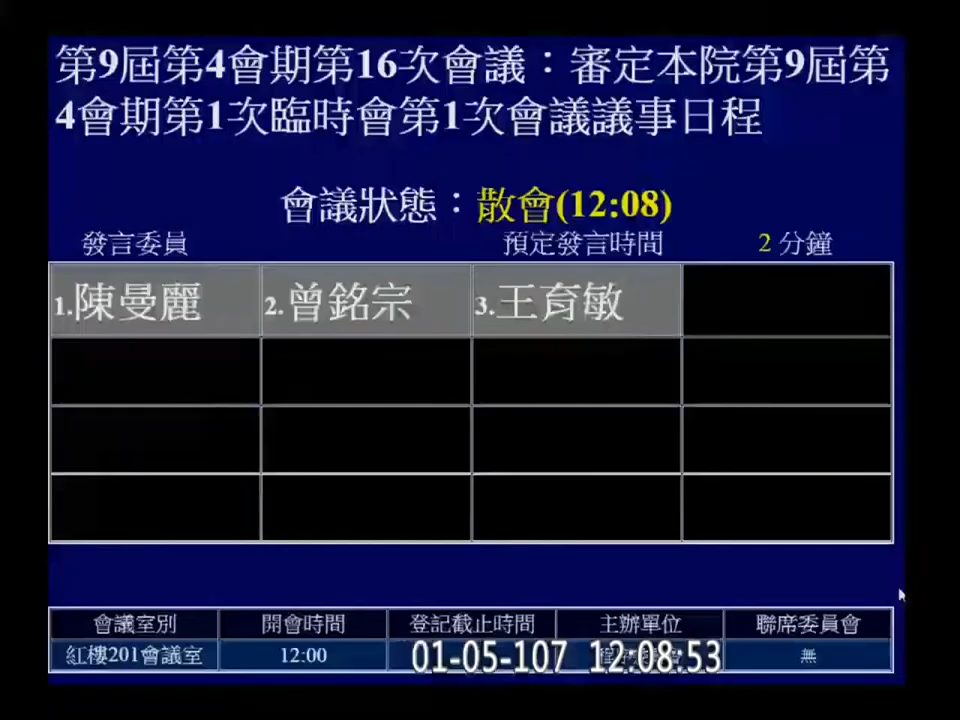 第9屆第4會期第16次會議：審定本院第9屆第
4會期第1次臨時會第1次會議議事日程
會議狀態：散會(12:08)
發言委員 預定發言時間 2 分鐘
1.陳曼麗 2.曾銘宗 3.王育敏
會議室別 開會時間 登記截止時間 主辦單位 聯席委員會
紅樓201會議室 12:00 無
01-05-107 12:08:53